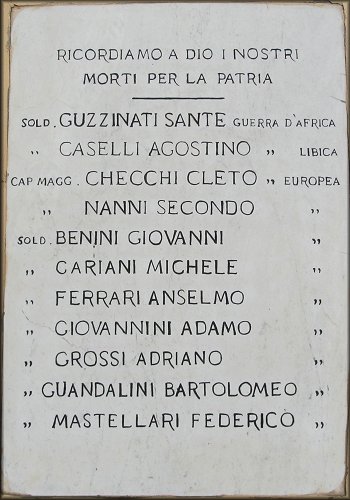 RICORDIAMO A DIO I NOSTRI
MORTI PER LA PATRIA
SOLD. GUZZINATI SANTE GUERRA D'AFRICA
„ CASELLI AGOSTINO „ LIBICA
CAP MAGG. CHECCHI CLETO „ EUROPEA
„ NANNI SECONDO „
SOLD. BENINI GIOVANNI „
„ CARIANI MICHELE „
„ FERRARI ANSELMO „
„ GIOVANNINI ADAMO „
„ GROSSI ADRIANO „
„ GUANDALINI BARTOLOMEO „
„ MASTELLARI FEDERICO „